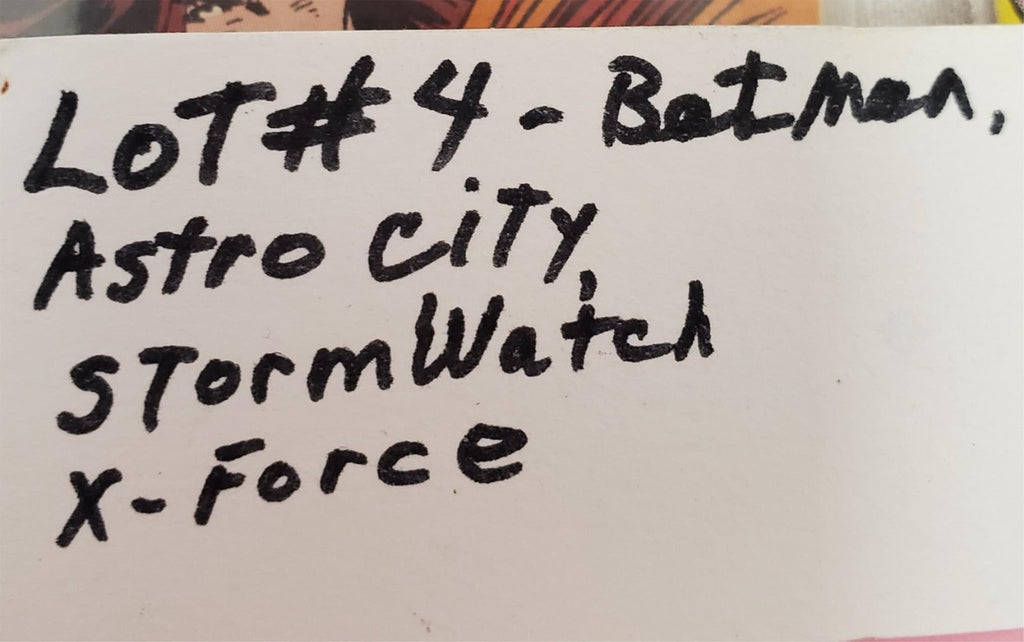 LOT # 4 - Batman,
Astro City,
STormWatch
X-Force